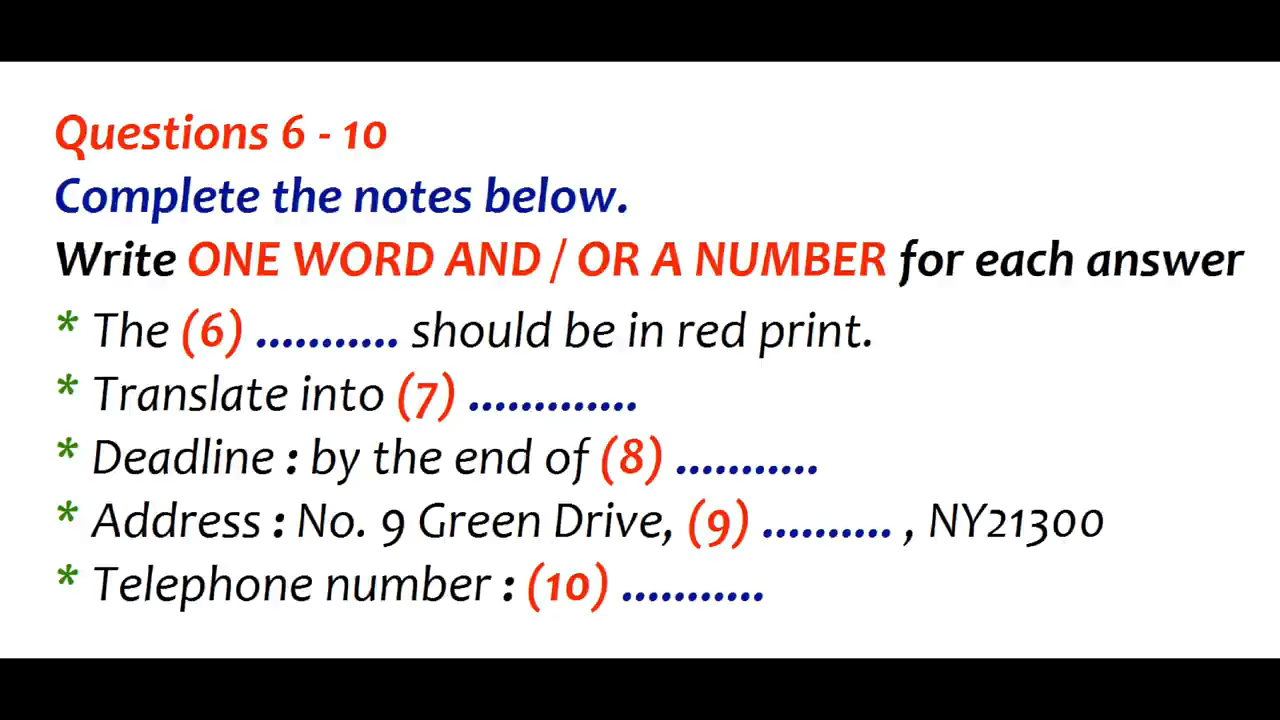 Questions 6 - 10
Complete the notes below.
Write ONE WORD AND / OR A NUMBER for each answer
* The (6) ........... should be in red print.
* Translate into (7) .............
* Deadline : by the end of (8) ...........
* Address : No. 9 Green Drive, (9) .......... , NY21300
* Telephone number : (10) ...........